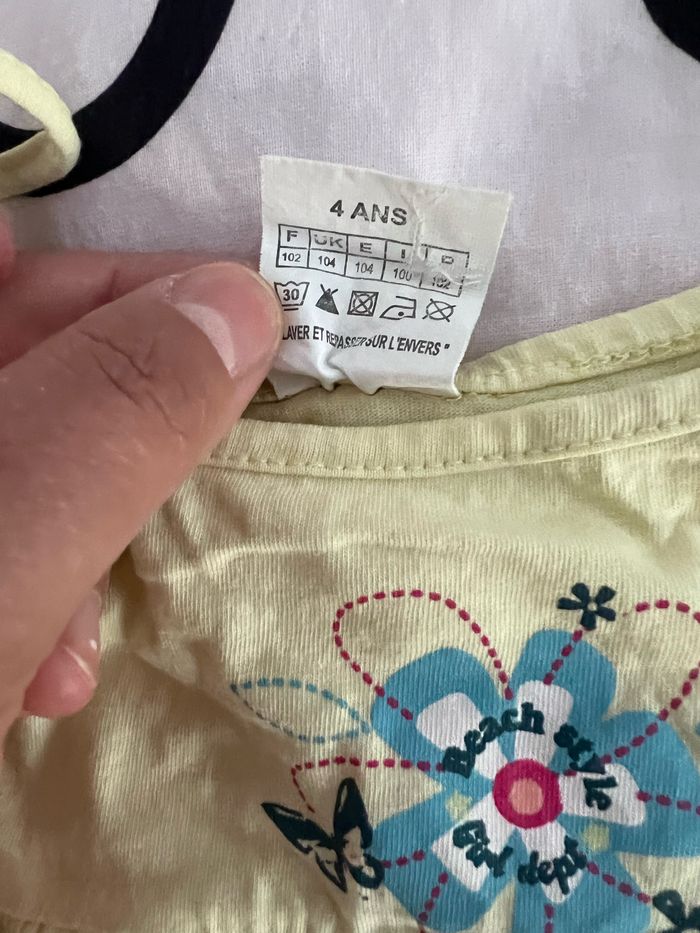 4 ANS
F UK E I D
102 104 104 100 102
30
LAVER ET REPASSER SUR L'ENVERS "
Beach style
Girl dept